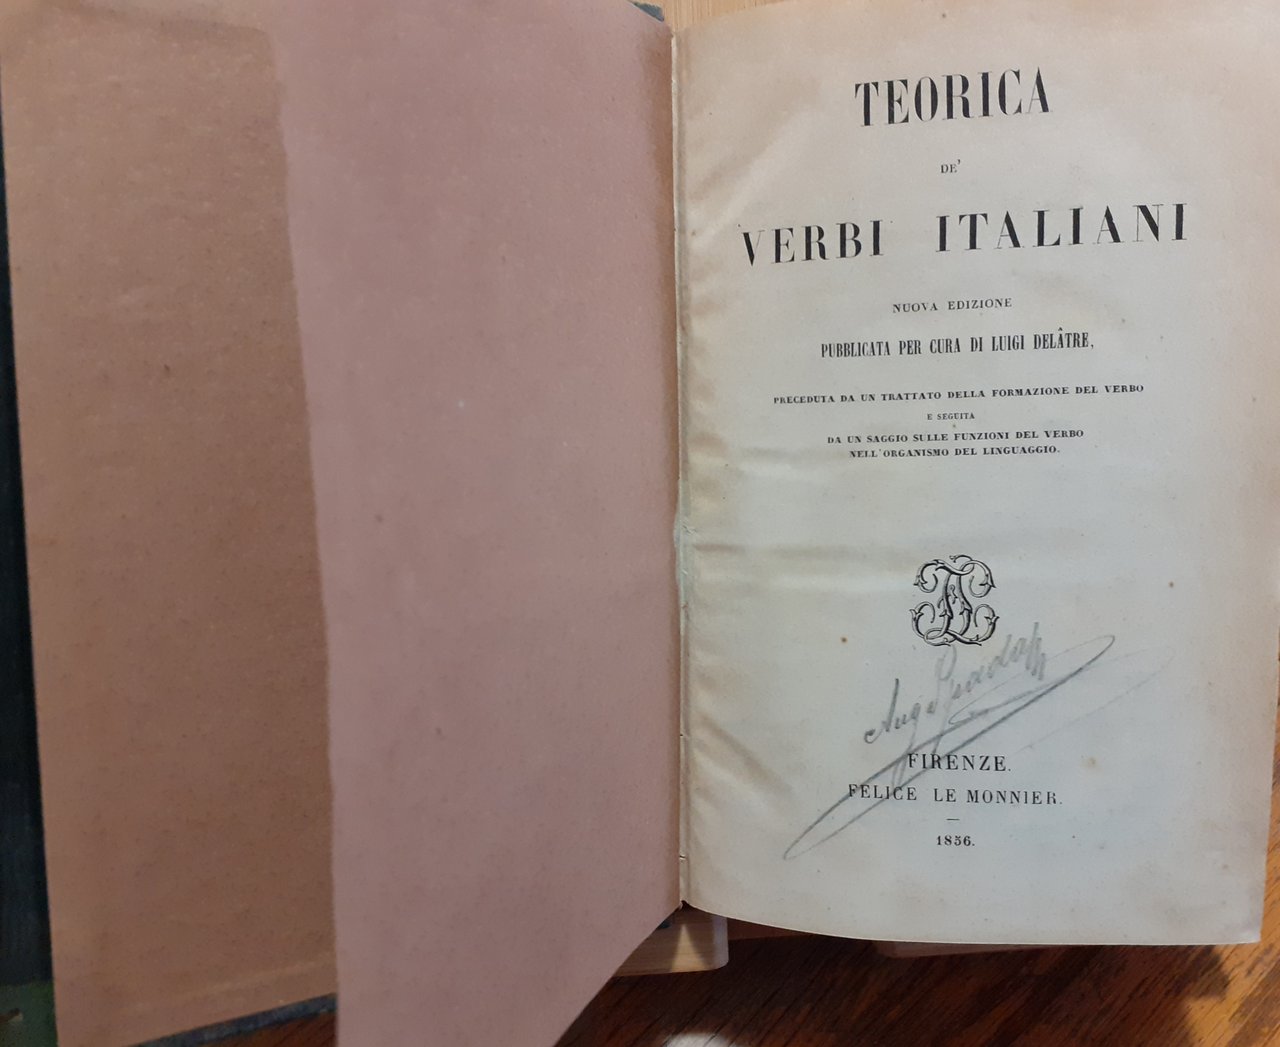 TEORICA
DE'
VERBI ITALIANI
NUOVA EDIZIONE
PUBBLICATA PER CURA DI LUIGI DELÂTRE,
PRECEDUTA DA UN TRATTATO DELLA FORMAZIONE DEL VERBO
E SEGUITA
DA UN SAGGIO SULLE FUNZIONI DEL VERBO
NELL'ORGANISMO DEL LINGUAGGIO.
FIRENZE.
FELICE LE MONNIER.
—
1856.